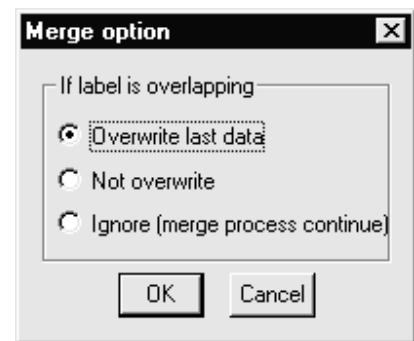 Merge option
If label is overlapping
Overwrite last data
Not overwrite
Ignore (merge process continue)
OK Cancel